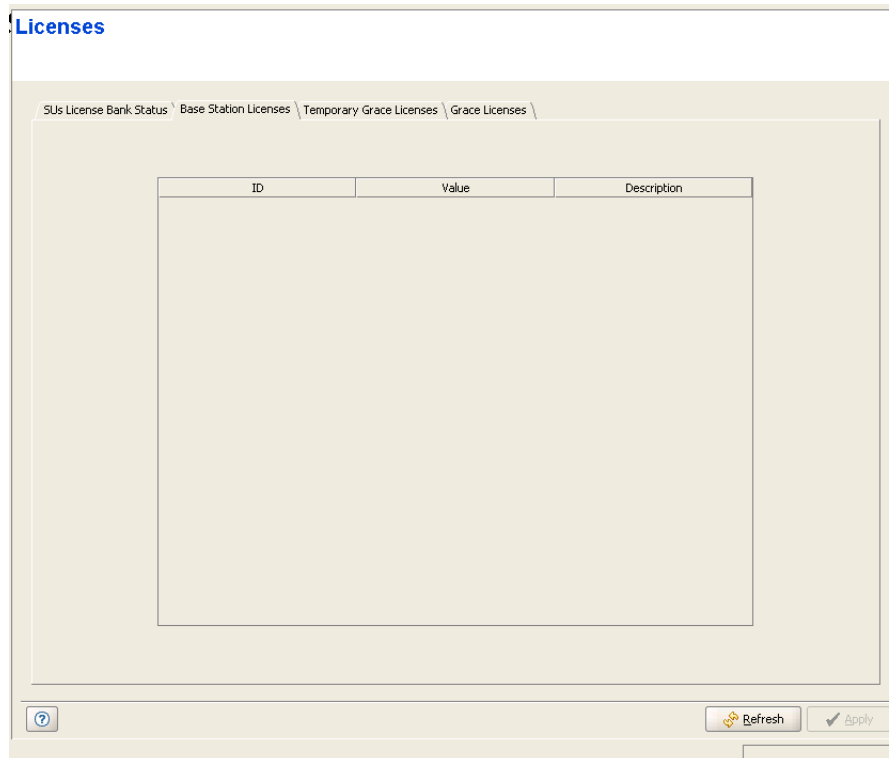 Licenses
SUs License Bank Status Base Station Licenses Temporary Grace Licenses Grace Licenses
ID Value Description
Refresh Apply